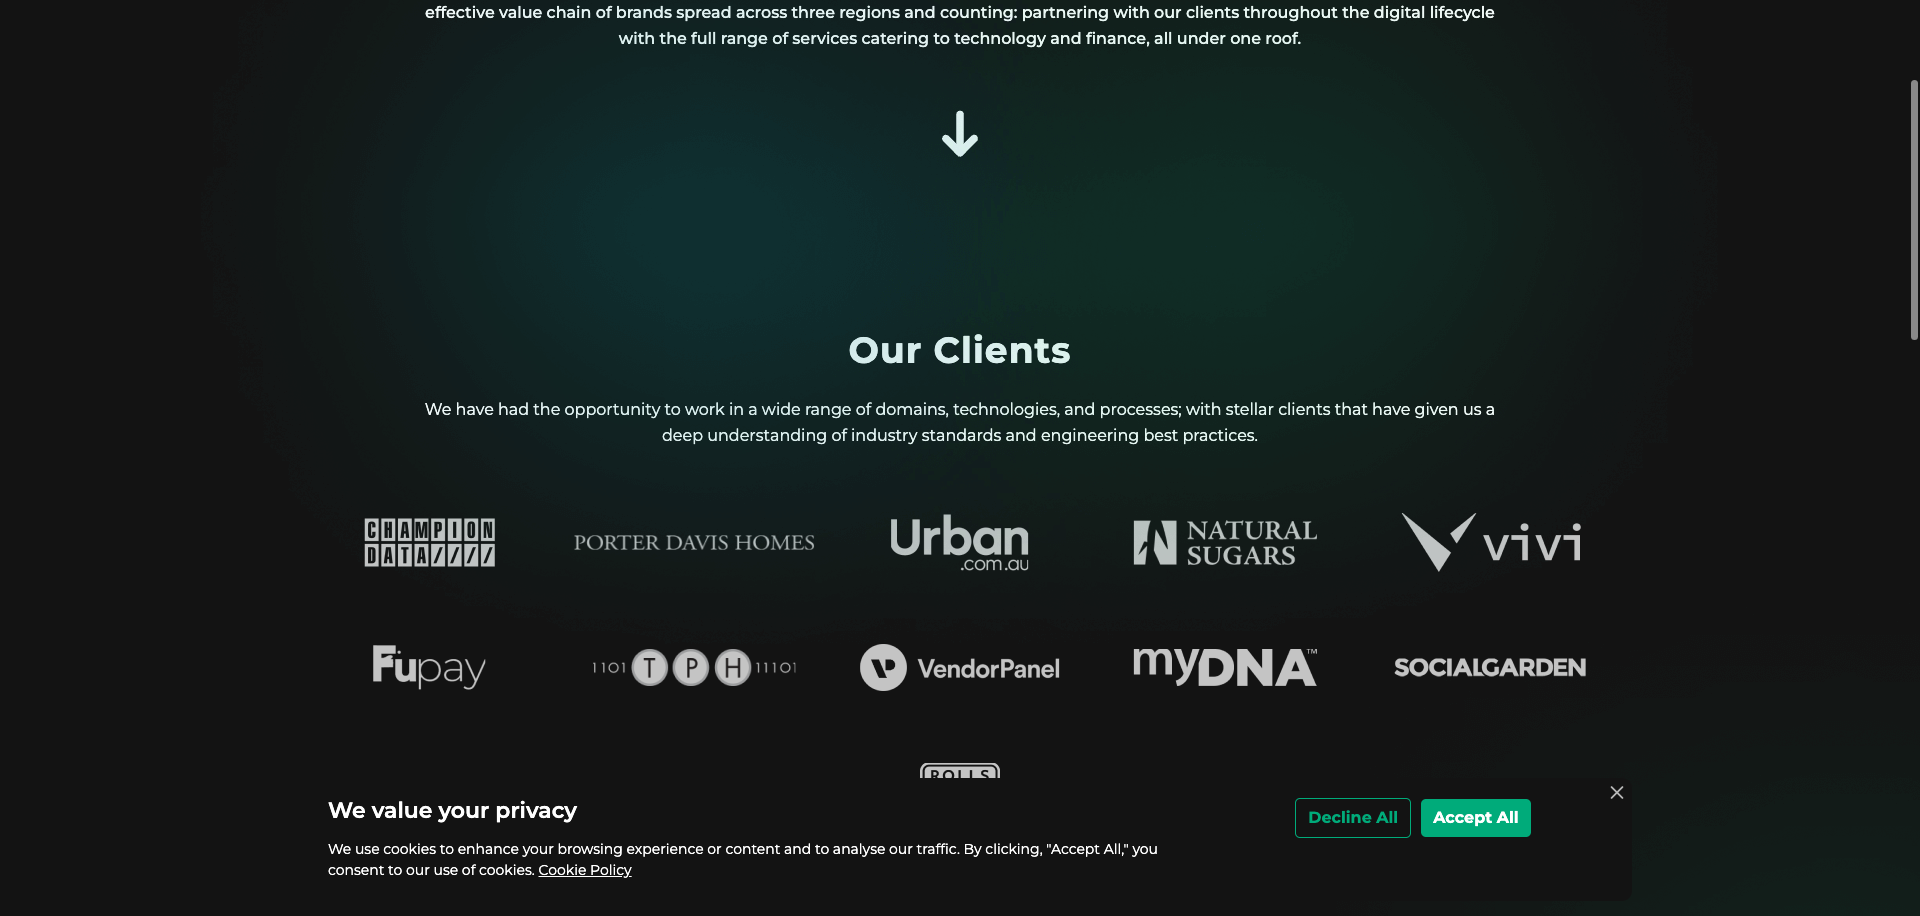 effective value chain of brands spread across three regions and counting: partnering with our clients throughout the digital lifecycle
with the full range of services catering to technology and finance, all under one roof.
Our Clients
We have had the opportunity to work in a wide range of domains, technologies, and processes; with stellar clients that have given us a
deep understanding of industry standards and engineering best practices.
CHAMPION
DATA////
PORTER DAVIS HOMES
Urban
.com.au
NATURAL
SUGARS
vivi
Fupay
1101 TPH 11101
VendorPanel
myDNA™
SOCIALGARDEN
ROLLS
We value your privacy
Decline All
Accept All
We use cookies to enhance your browsing experience or content and to analyse our traffic. By clicking, "Accept All," you
consent to our use of cookies. Cookie Policy